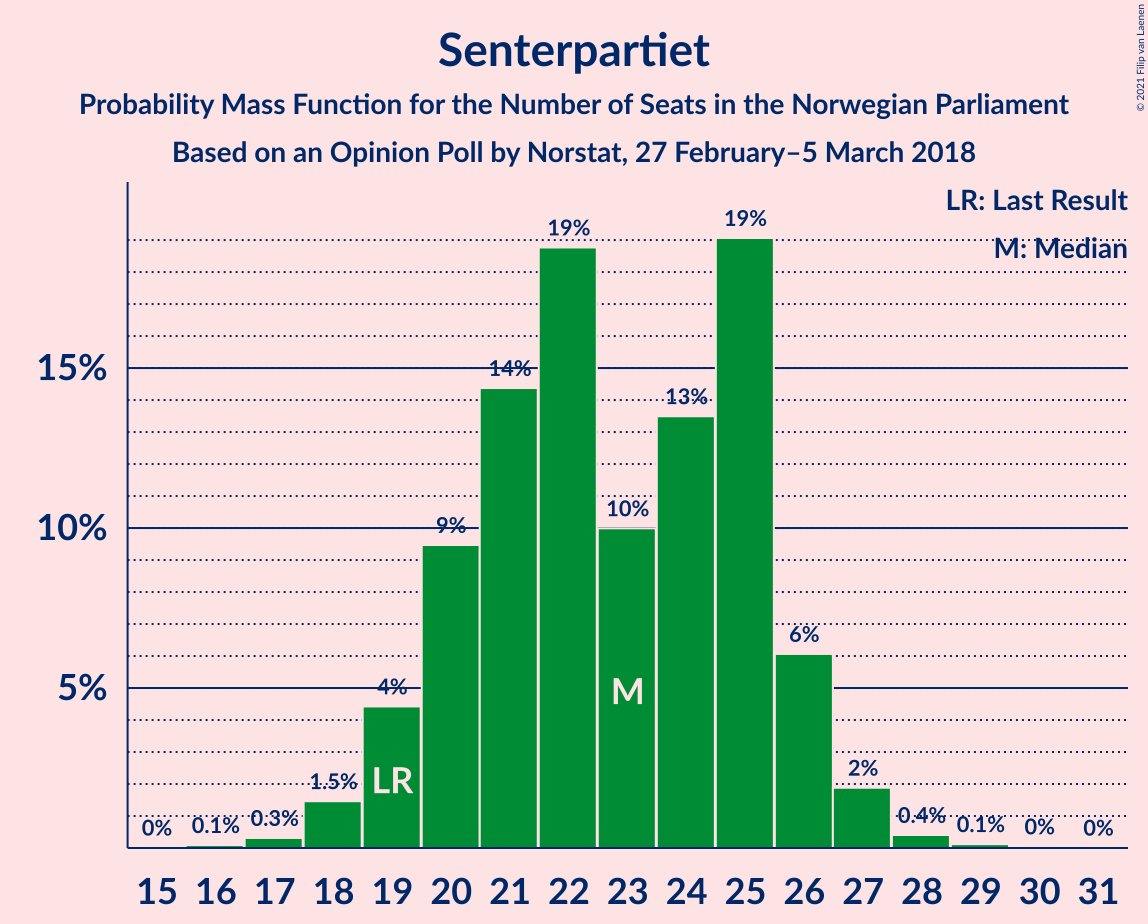 Senterpartiet
Probability Mass Function for the Number of Seats in the Norwegian Parliament
Based on an Opinion Poll by Norstat, 27 February–5 March 2018
© 2021 Filip van Laenen
LR: Last Result
M: Median
15%
10%
5%
0% 0.1% 0.3% 1.5% 4% 9% 14% 19% 10% 13% 19% 6% 2% 0.4% 0.1% 0% 0%
LR M
15 16 17 18 19 20 21 22 23 24 25 26 27 28 29 30 31